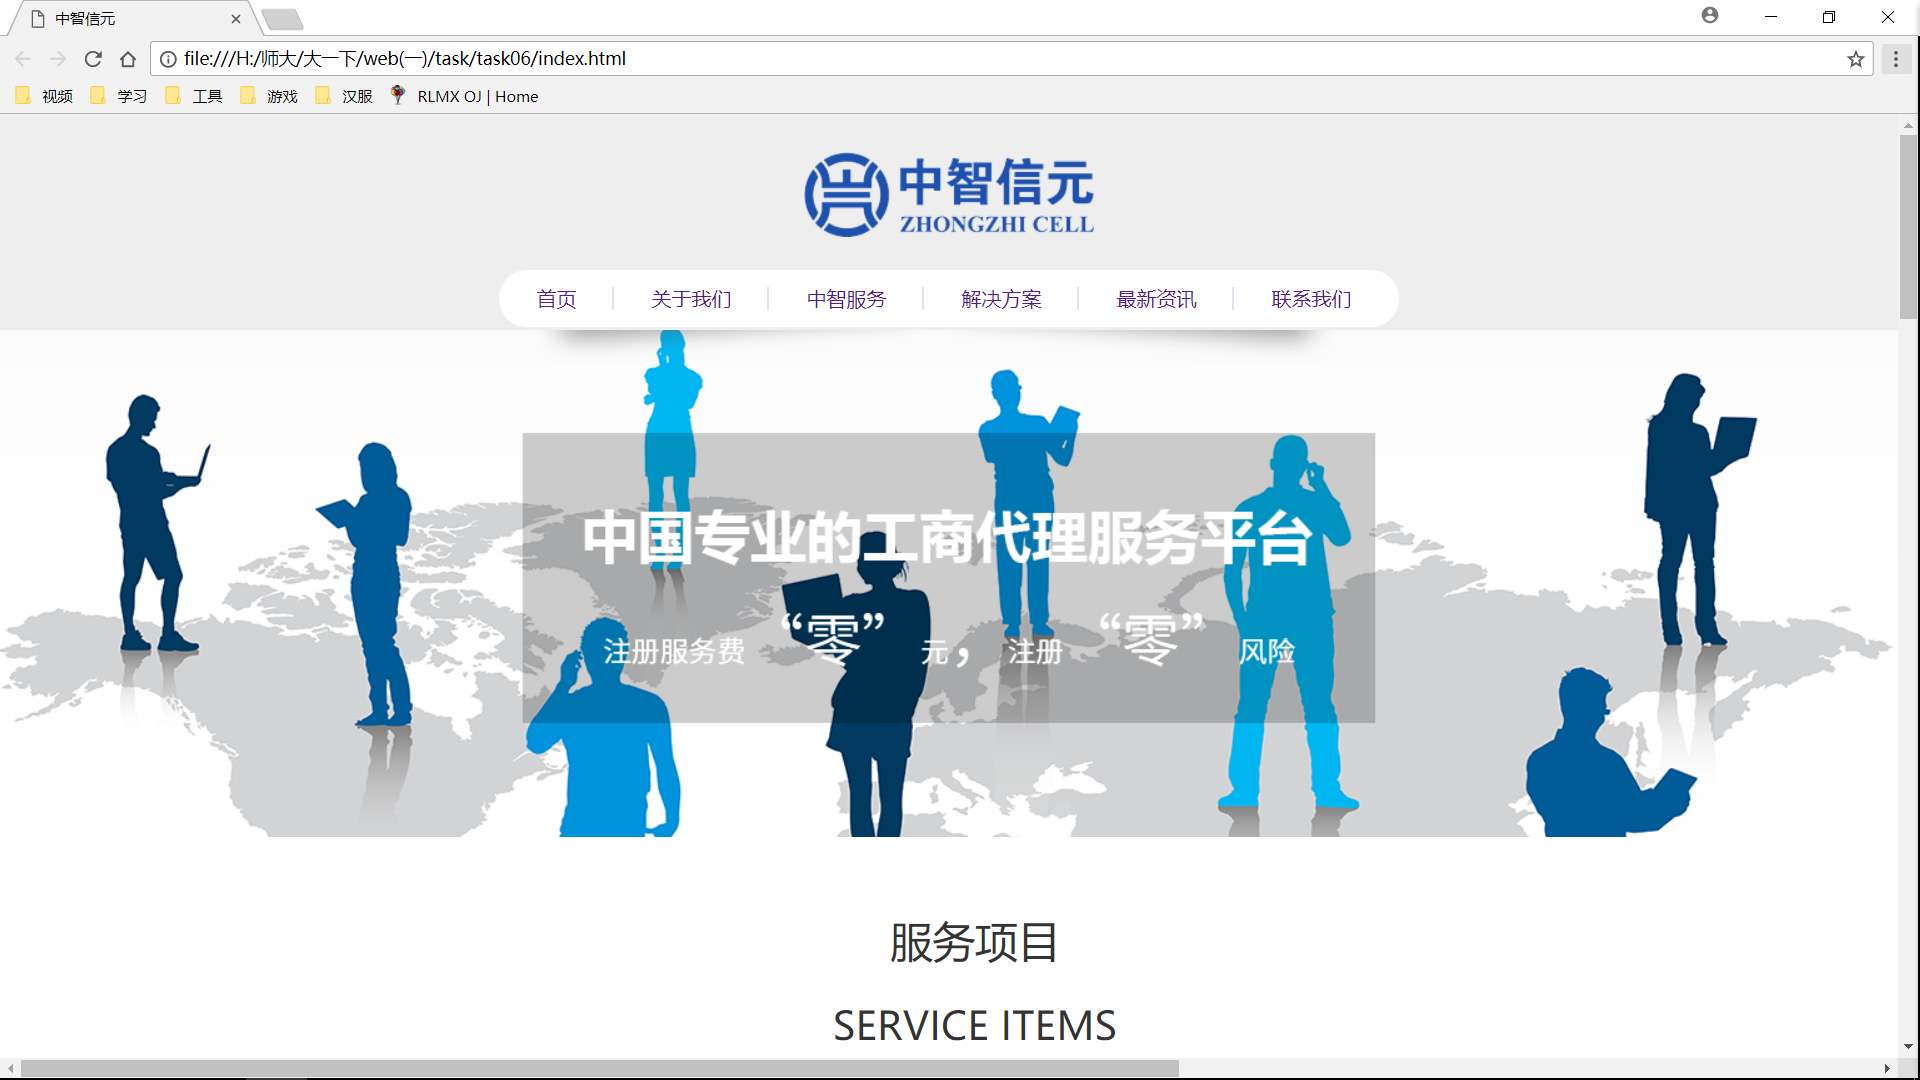 中智信元
file:///H:/师大/大一下/web(一)/task/task06/index.html
视频 学习 工具 游戏 汉服 RLMX OJ | Home
中智信元
ZHONGZHI CELL
首页 关于我们 中智服务 解决方案 最新资讯 联系我们
中国专业的工商代理服务平台
注册服务费 “零” 元， 注册 “零” 风险
服务项目
SERVICE ITEMS